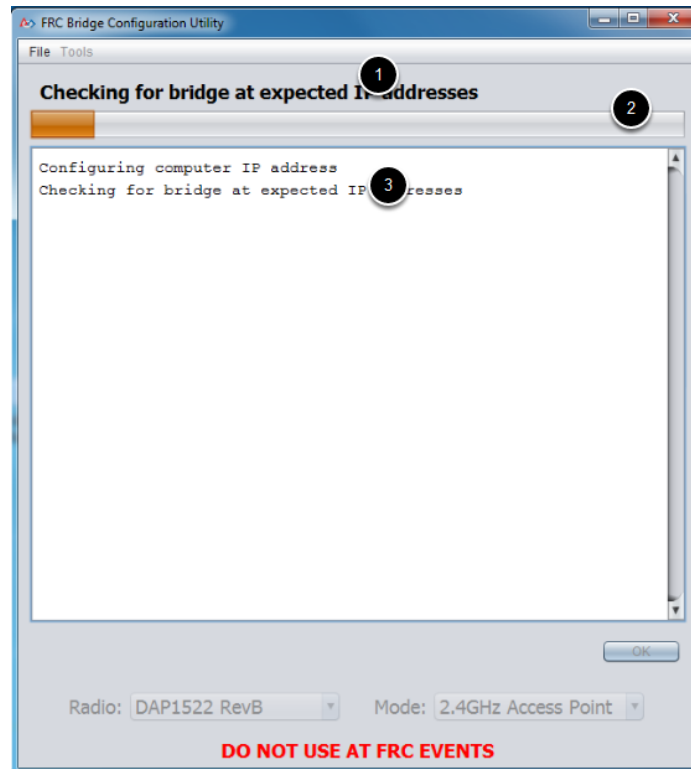 FRC Bridge Configuration Utility
File Tools
1
Checking for bridge at expected IP addresses
2
Configuring computer IP address
3
Checking for bridge at expected IP addresses
OK
Radio: DAP1522 RevB Mode: 2.4GHz Access Point
DO NOT USE AT FRC EVENTS